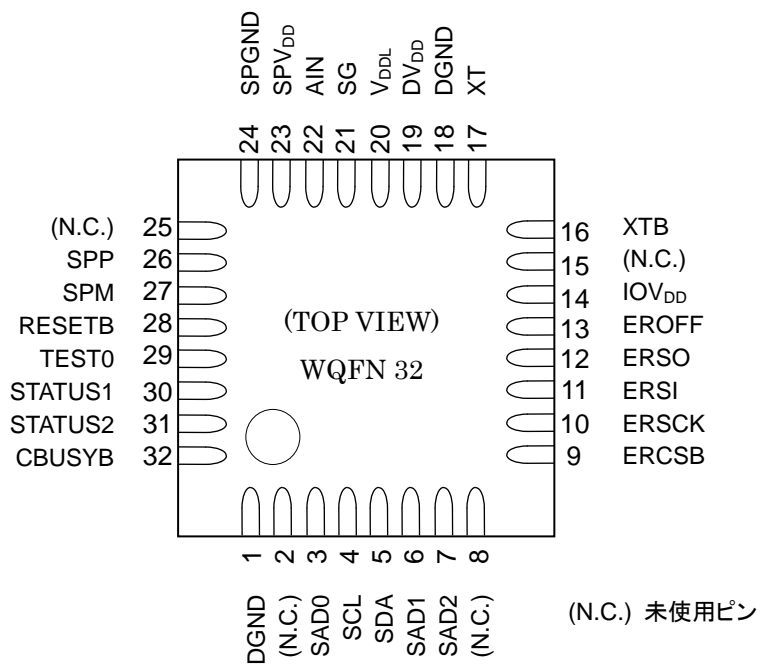 24 SPGND
23 SPVDD
22 AIN
21 SG
20 VDDL
19 DVDD
18 DGND
17 XT
(N.C.) 25
SPP 26
SPM 27
RESETB 28
TEST0 29
STATUS1 30
STATUS2 31
CBUSYB 32
(TOP VIEW)
WQFN 32
16 XTB
15 (N.C.)
14 IOVDD
13 EROFF
12 ERSO
11 ERSI
10 ERSCK
9 ERCSB
1 DGND
2 (N.C.)
3 SAD0
4 SCL
5 SDA
6 SAD1
7 SAD2
8 (N.C.)
(N.C.) 未使用ピン